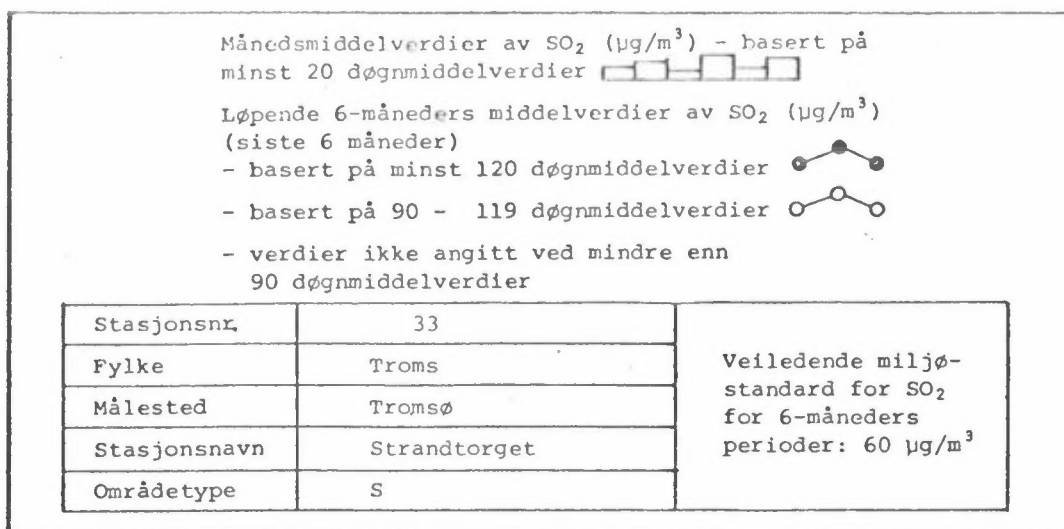 Månedsmiddelverdier av SO₂ (µg/m³) - basert på
minst 20 døgnmiddelverdier
Løpende 6-måneders middelverdier av SO₂ (µg/m³)
(siste 6 måneder)
- basert på minst 120 døgnmiddelverdier
- basert på 90 - 119 døgnmiddelverdier
- verdier ikke angitt ved mindre enn
90 døgnmiddelverdier
Stasjonsnr. 33
Fylke Troms
Målested Tromsø
Stasjonsnavn Strandtorget
Områdetype S
Veiledende miljø-
standard for SO₂
for 6-måneders
perioder: 60 µg/m³